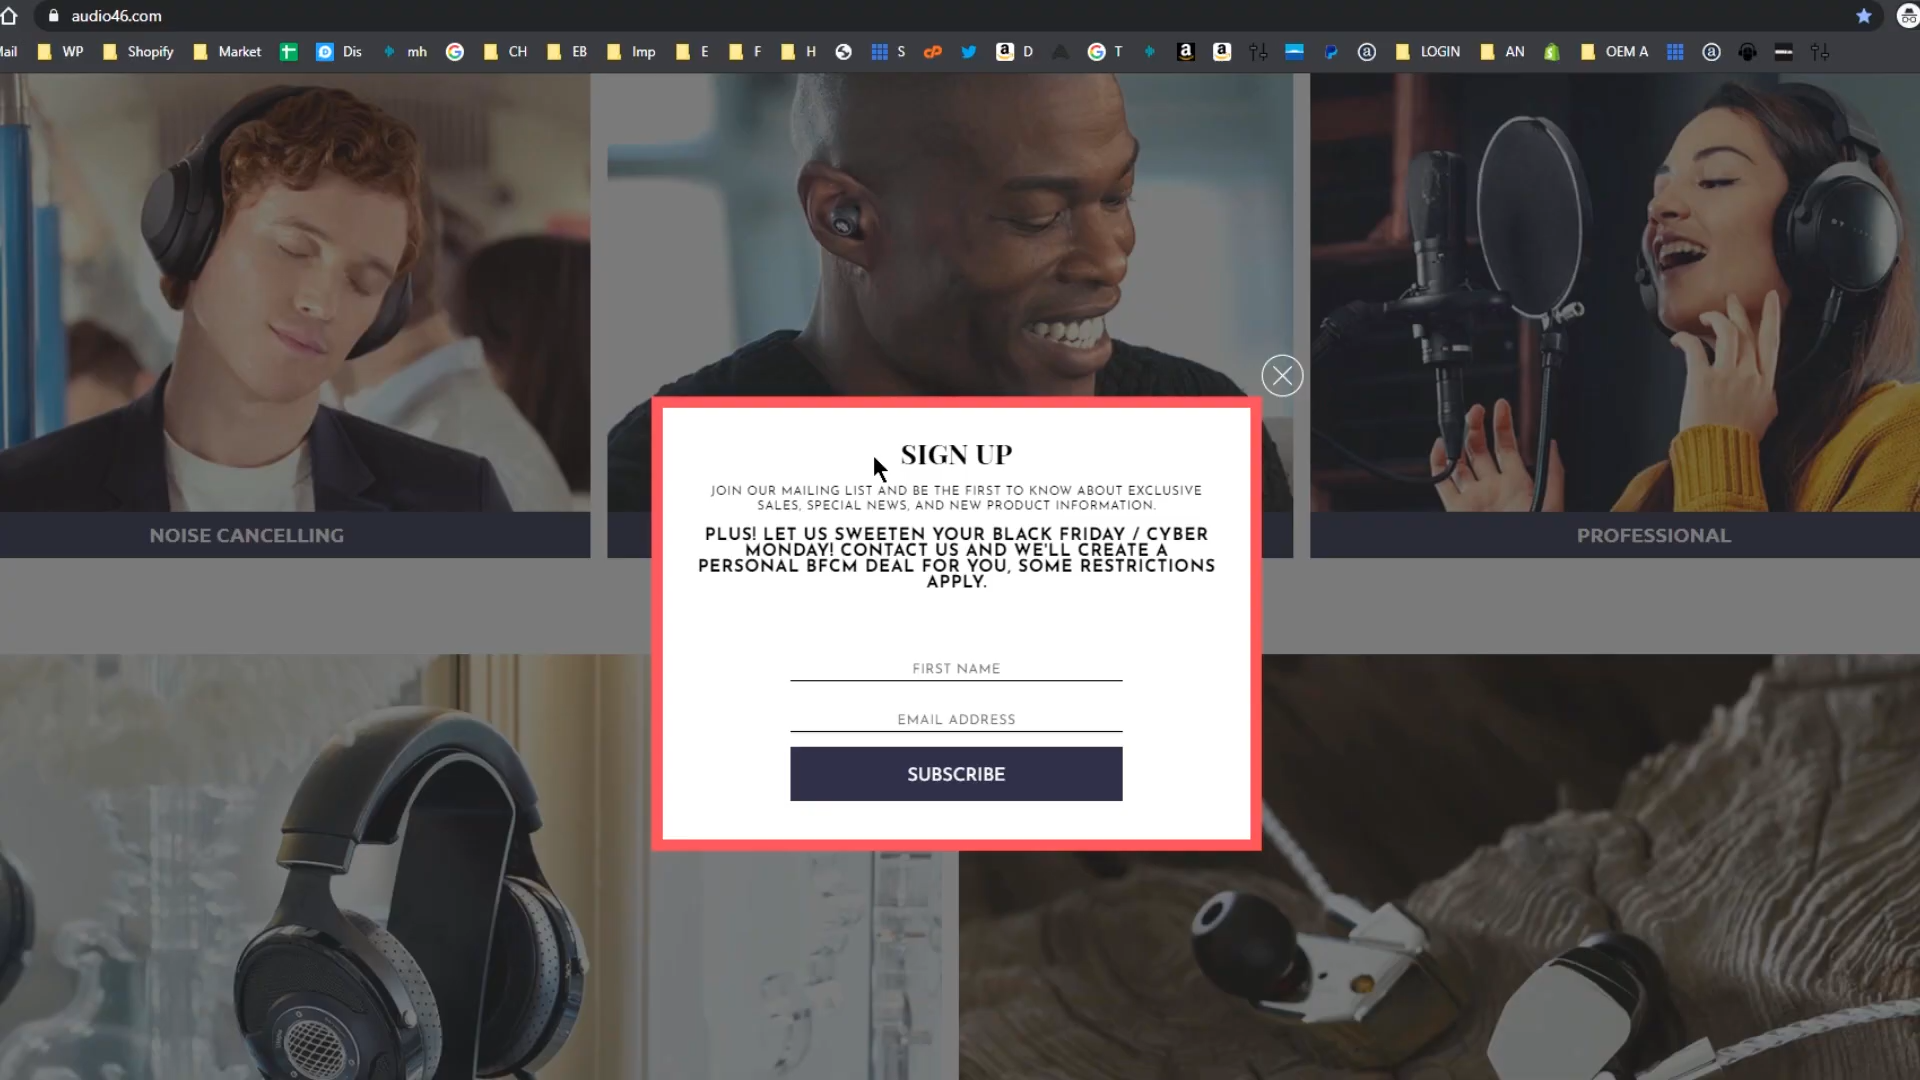 audio46.com
ail WP Shopify Market Dis mh CH EB Imp E F H S D T LOGIN AN OEM A
NOISE CANCELLING
PROFESSIONAL
SIGN UP
JOIN OUR MAILING LIST AND BE THE FIRST TO KNOW ABOUT EXCLUSIVE
SALES, SPECIAL NEWS, AND NEW PRODUCT INFORMATION.
PLUS! LET US SWEETEN YOUR BLACK FRIDAY / CYBER
MONDAY! CONTACT US AND WE'LL CREATE A
PERSONAL BFCM DEAL FOR YOU, SOME RESTRICTIONS
APPLY.
FIRST NAME
EMAIL ADDRESS
SUBSCRIBE